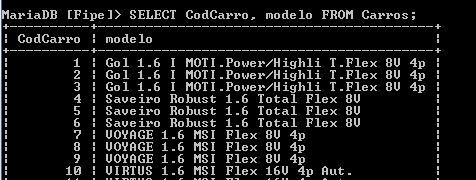 MariaDB [Fipe]> SELECT CodCarro, modelo FROM Carros;
+----------+------------------------------------------+
| CodCarro | modelo
+----------+------------------------------------------+
| 1 | Gol 1.6 I MOTI.Power/Highli T.Flex 8V 4p
| 2 | Gol 1.6 I MOTI.Power/Highli T.Flex 8V 4p
| 3 | Gol 1.6 I MOTI.Power/Highli T.Flex 8V 4p
| 4 | Saveiro Robust 1.6 Total Flex 8V
| 5 | Saveiro Robust 1.6 Total Flex 8V
| 6 | Saveiro Robust 1.6 Total Flex 8V
| 7 | VOYAGE 1.6 MSI Flex 8V 4p
| 8 | VOYAGE 1.6 MSI Flex 8V 4p
| 9 | VOYAGE 1.6 MSI Flex 8V 4p
| 10 | VIRTUS 1.6 MSI Flex 16V 4p Aut.